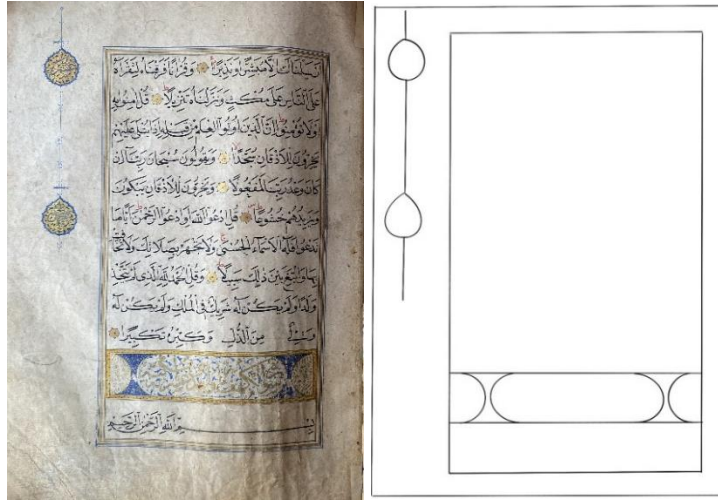 ارسلناك الا مبشرا ونذيرا وقرانا فرقناه لتقراه
على الناس على مكث ونزلناه تنزيلا قل امنوا به
او لا تؤمنوا ان الذين اوتوا العلم من قبله اذا يتلى عليهم
يخرون للاذقان سجدا ويقولون سبحان ربنا ان
كان وعد ربنا لمفعولا ويخرون للاذقان يبكون
ويزيدهم خشوعا قل ادعوا الله او ادعوا الرحمن ايا ما
تدعوا فله الاسماء الحسنى ولا تجهر بصلاتك ولا تخافت
بها وابتغ بين ذلك سبيلا وقل الحمد لله الذي لم يتخذ
ولدا ولم يكن له شريك في الملك ولم يكن له
ولي من الذل وكبره تكبيرا
بسم الله الرحمن الرحيم